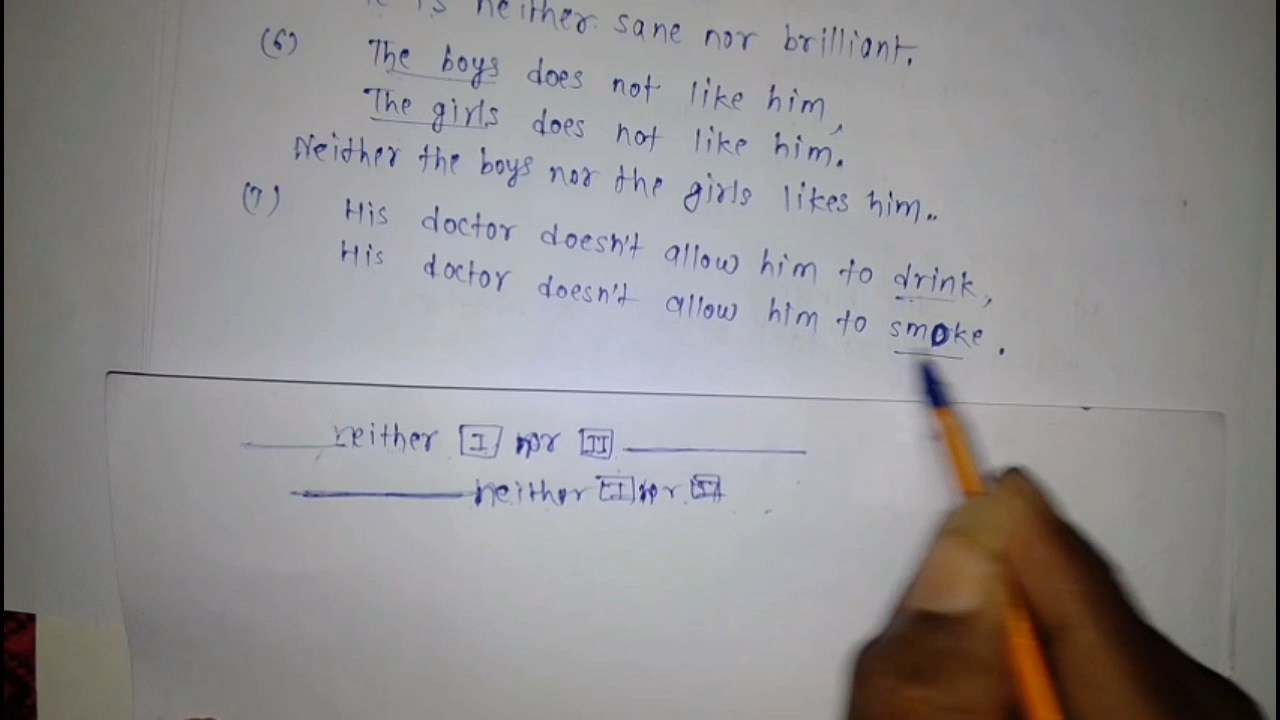 is neither sane nor brilliant.
(6) The boys does not like him,
The girls does not like him.
Neither the boys nor the girls likes him..
(7) His doctor doesn't allow him to drink,
His doctor doesn't allow him to smoke.
neither I nor II
neither I nor II